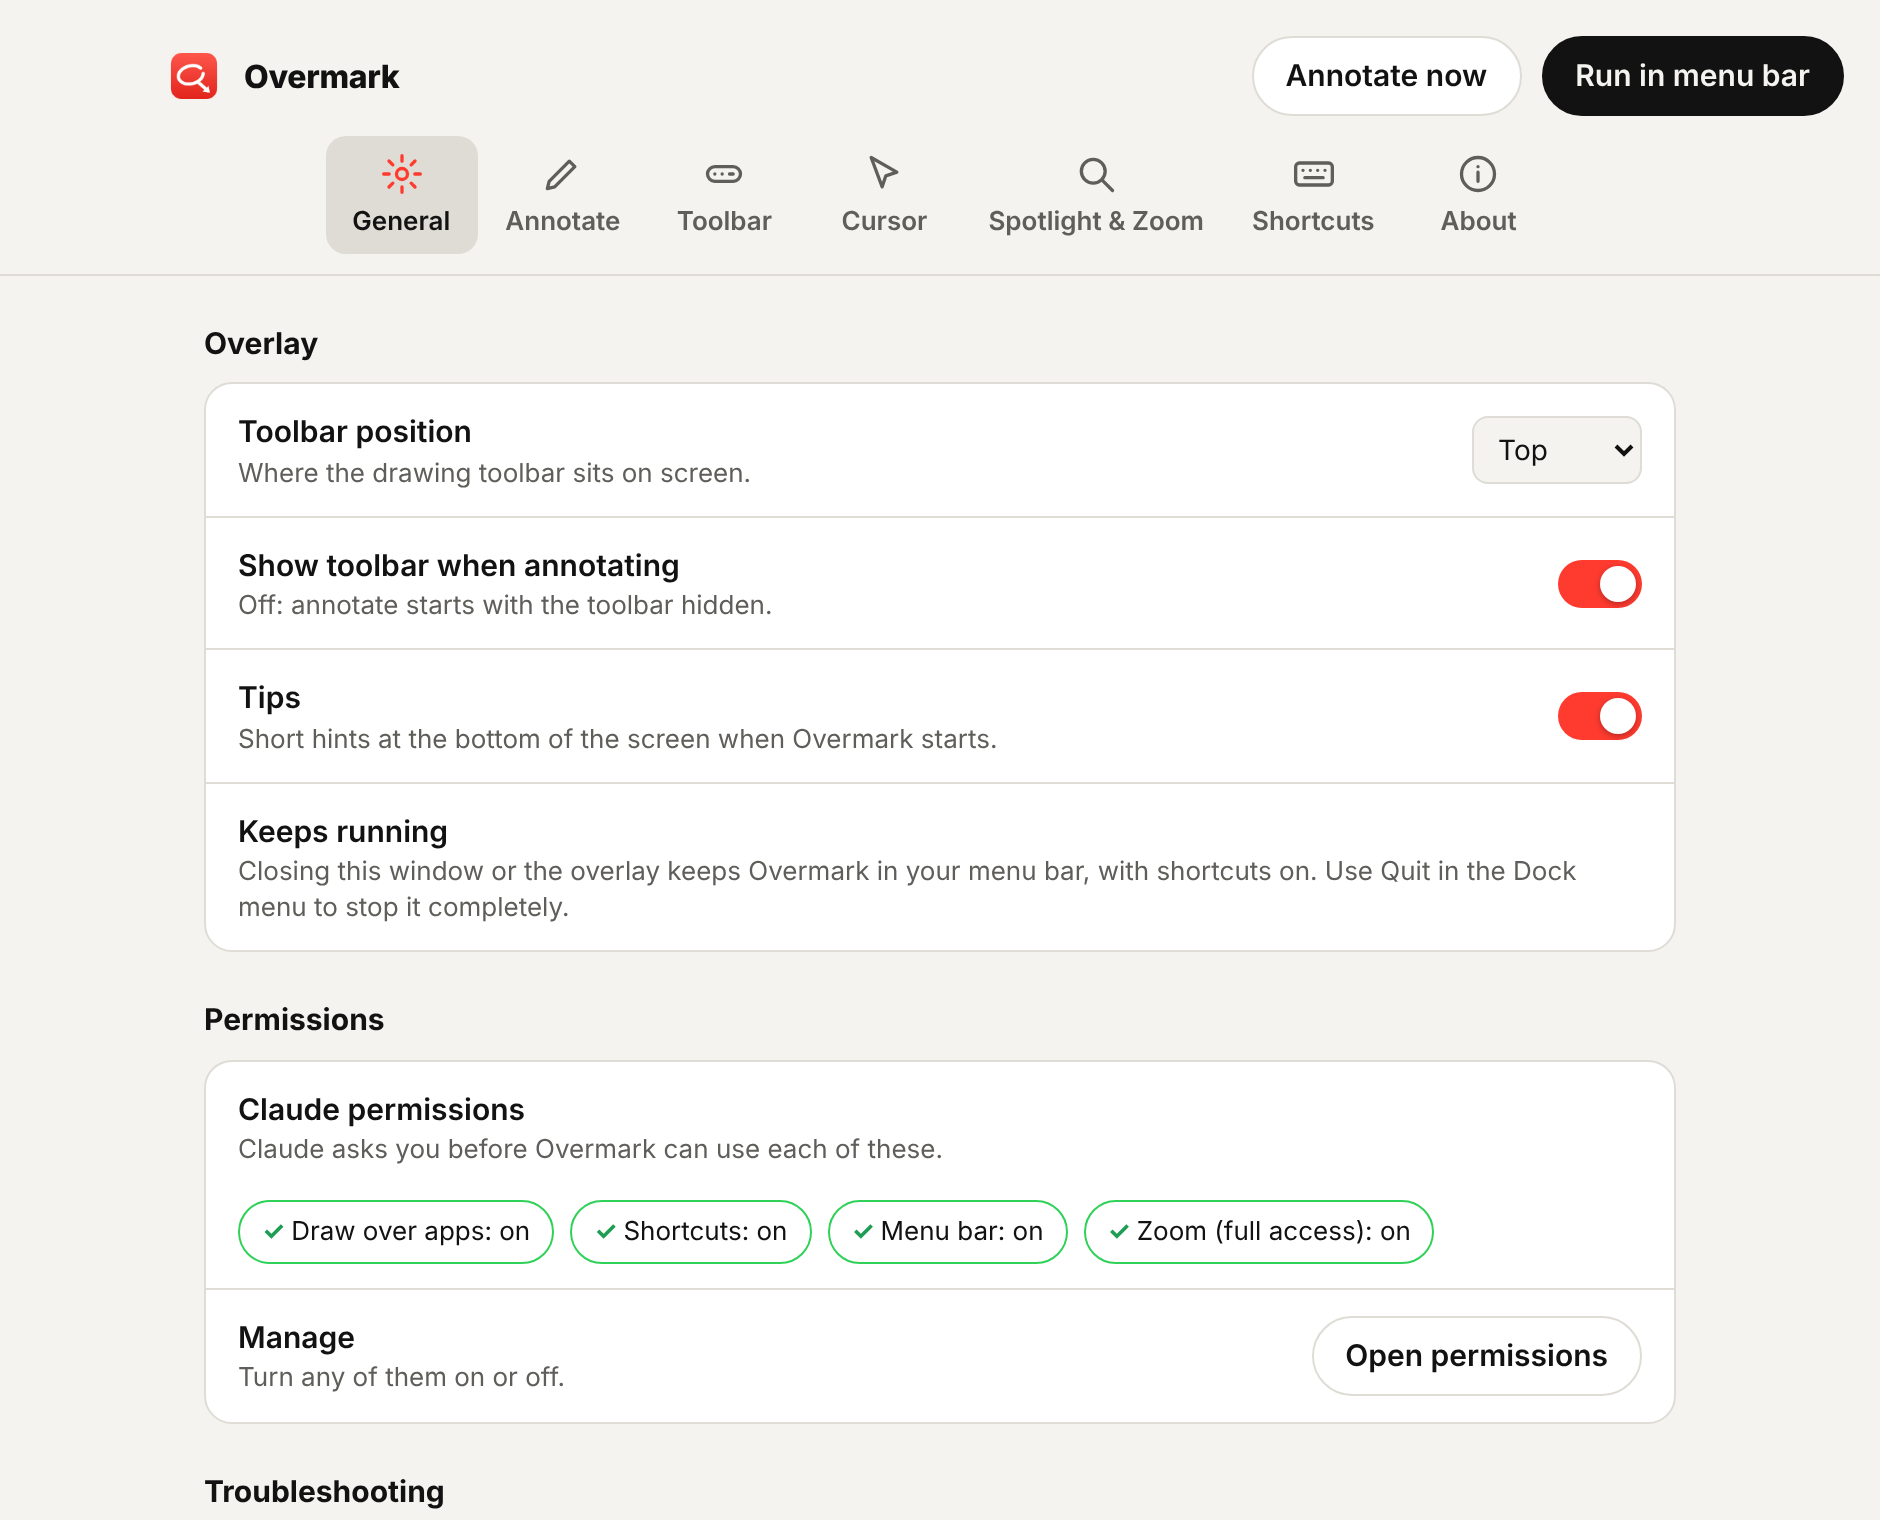 Overmark
Annotate now
Run in menu bar
General
Annotate
Toolbar
Cursor
Spotlight & Zoom
Shortcuts
About
Overlay
Toolbar position
Where the drawing toolbar sits on screen.
Top
Show toolbar when annotating
Off: annotate starts with the toolbar hidden.
Tips
Short hints at the bottom of the screen when Overmark starts.
Keeps running
Closing this window or the overlay keeps Overmark in your menu bar, with shortcuts on. Use Quit in the Dock
menu to stop it completely.
Permissions
Claude permissions
Claude asks you before Overmark can use each of these.
Draw over apps: on
Shortcuts: on
Menu bar: on
Zoom (full access): on
Manage
Turn any of them on or off.
Open permissions
Troubleshooting